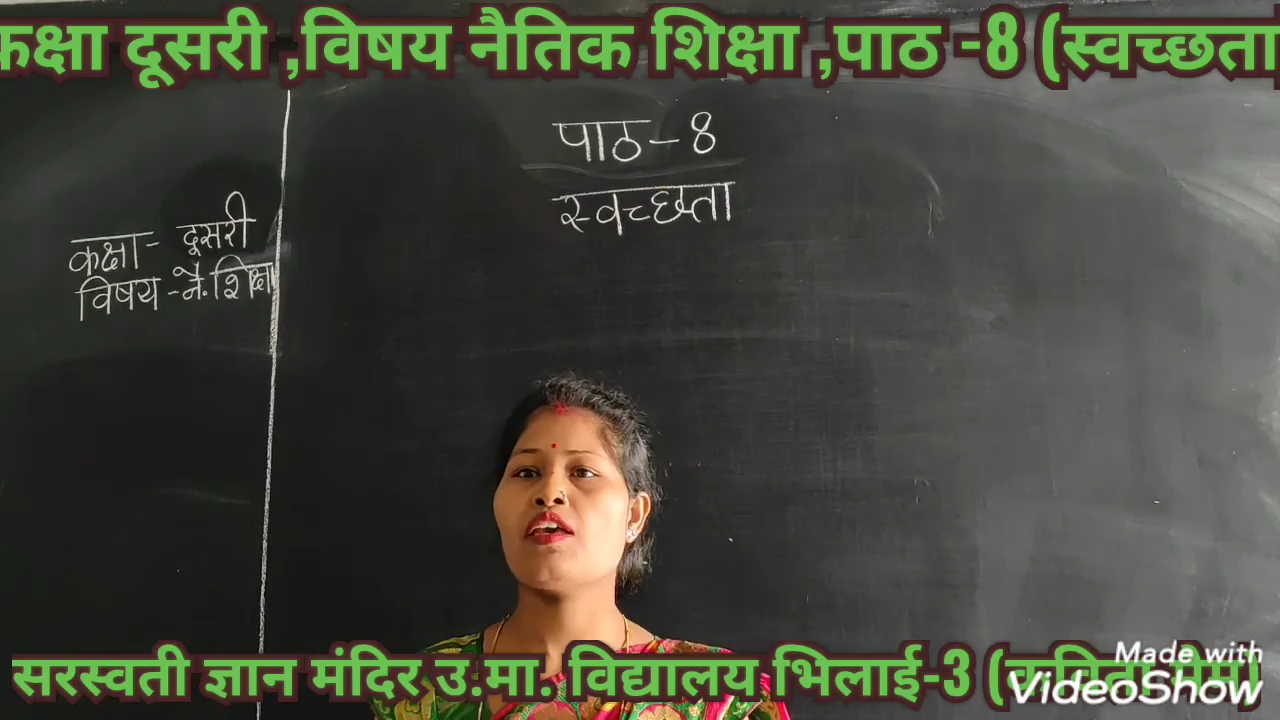 कक्षा दूसरी ,विषय नैतिक शिक्षा ,पाठ -8 (स्वच्छता
पाठ-8
स्वच्छता
कक्षा- दूसरी
विषय-नै.शिक्षा
सरस्वती ज्ञान मंदिर उ.मा. विद्यालय भिलाई-3
Made with
VideoShow